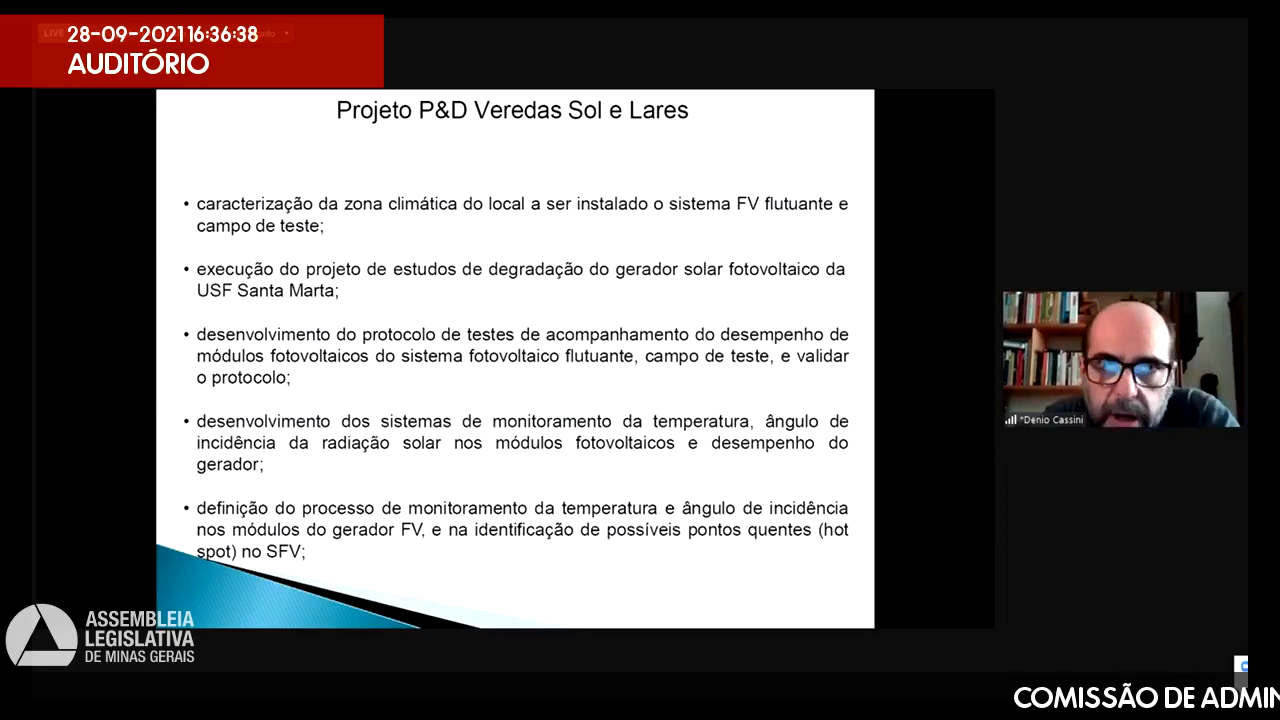 LIVE
28-09-2021 16:36:38
AUDITÓRIO
Projeto P&D Veredas Sol e Lares
• caracterização da zona climática do local a ser instalado o sistema FV flutuante e
campo de teste;
• execução do projeto de estudos de degradação do gerador solar fotovoltaico da
USF Santa Marta;
• desenvolvimento do protocolo de testes de acompanhamento do desempenho de
módulos fotovoltaicos do sistema fotovoltaico flutuante, campo de teste, e validar
o protocolo;
• desenvolvimento dos sistemas de monitoramento da temperatura, ângulo de
incidência da radiação solar nos módulos fotovoltaicos e desempenho do
gerador;
• definição do processo de monitoramento da temperatura e ângulo de incidência
nos módulos do gerador FV, e na identificação de possíveis pontos quentes (hot
spot) no SFV;
*Denio Cassini
ASSEMBLEIA
LEGISLATIVA
DE MINAS GERAIS
COMISSÃO DE ADMIN